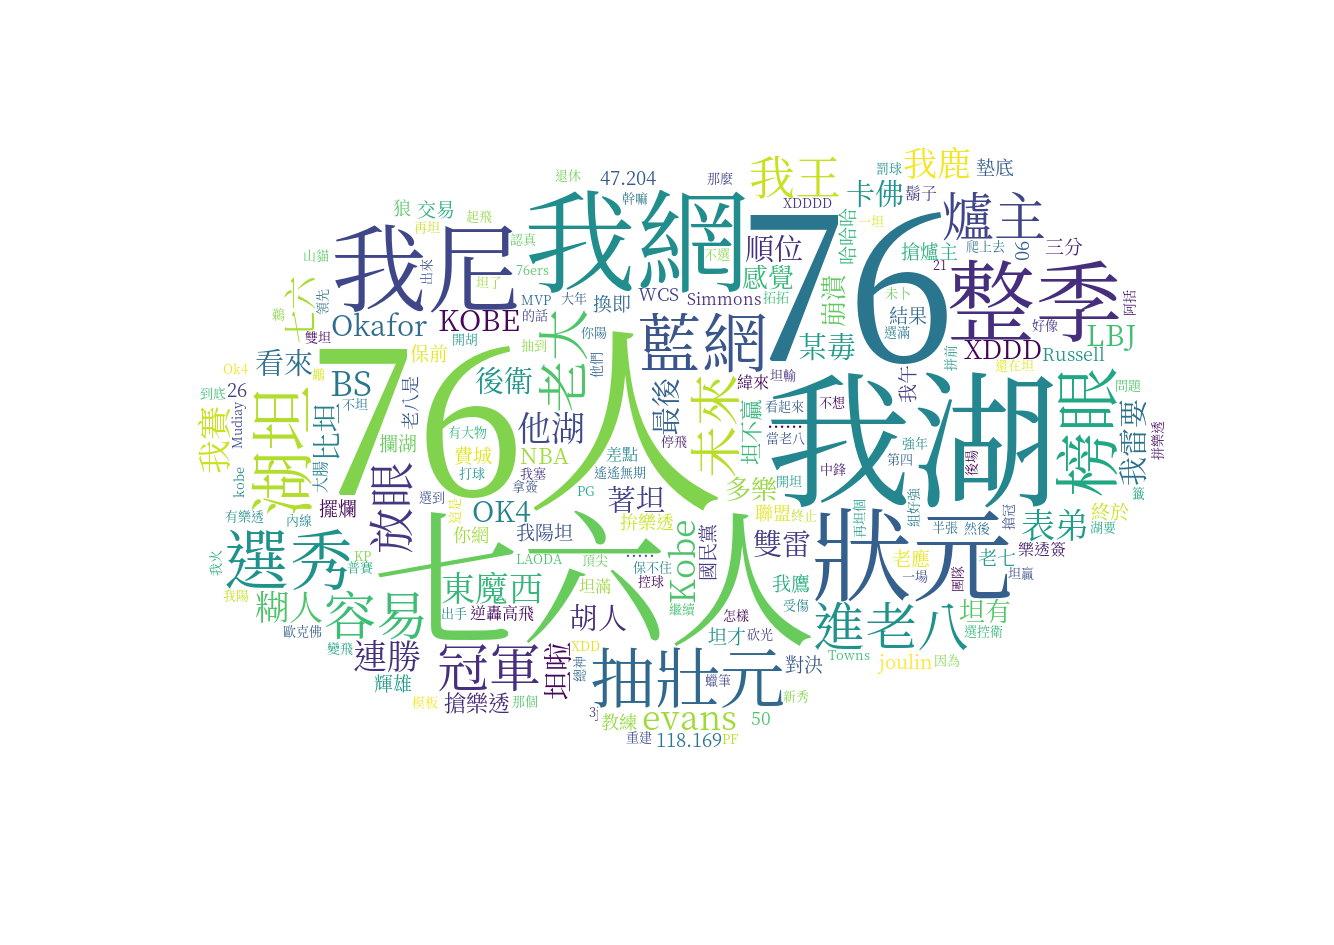 退休
47.204
那麼
幹嘛
我王
XDDDD
罰球
我鹿
墊底
卡佛
鬍子
狼
交易
起飛
再坦
認真
我網
76
爐主
一坦
哈哈哈
順位
搶爐主
爬上去
06
三分
山貓
我尼
出來
76ers
不選
感覺
21
整季
阿括
七六
領先
鵜
坦了
MVP
大年
換即
WCS
Simmons
拓拓
崩潰
未卜
結果
選滿
好像
LBJ
Okafor
KOBE
的話
老大
你陽
藍網
某毒
XDDD
Russell
雙坦
開胡
抽到
他們
看來
保前
76人
Ok4
鵬
BS
後衛
最後
未來
緯來
坦輸
我午
拼前
還在坦
榜眼
問題
到底
26
Mudiay
不坦
老八是
湖坦
比坦
他湖
坦不贏
看起來
不想
我湖
我雷要
我賽
攔湖
有大物
停飛
......
當老八
強年
第四
後場
拼樂透
費城
NBA
差點
大腸
打球
我塞
遙遙無期
中鋒
kobe
放眼
選到
拿簽
PG
著坦
多樂
開坦
組好強
籤
擺爛
有樂透
內線
這是
OK4
拚樂透
聯盟
終止
再坦個
半張
然後
搶冠
表弟
終於
湖要
選秀
你網
我陽坦
Kobe
國民黨
雙雷
狀元
樂透簽
我火
KP
普賽
七六人
LAODA
頂尖
.....
保不住
控球
老應
老七
一場
團隊
坦贏
我陽
糊人
容易
東魔西
坦滿
我鷹
繼續
受傷
出手
逆轟高飛
胡人
怎樣
坦才
砍光
進老八
坦有
選控衛
歐克佛
變飛
連勝
冠軍
坦啦
XDD
抽壯元
對決
Towns
joulin
因為
輝雄
蠟筆
模板
搶樂透
那個
新秀
3j
教練
evans
50
重建
118.169
PF